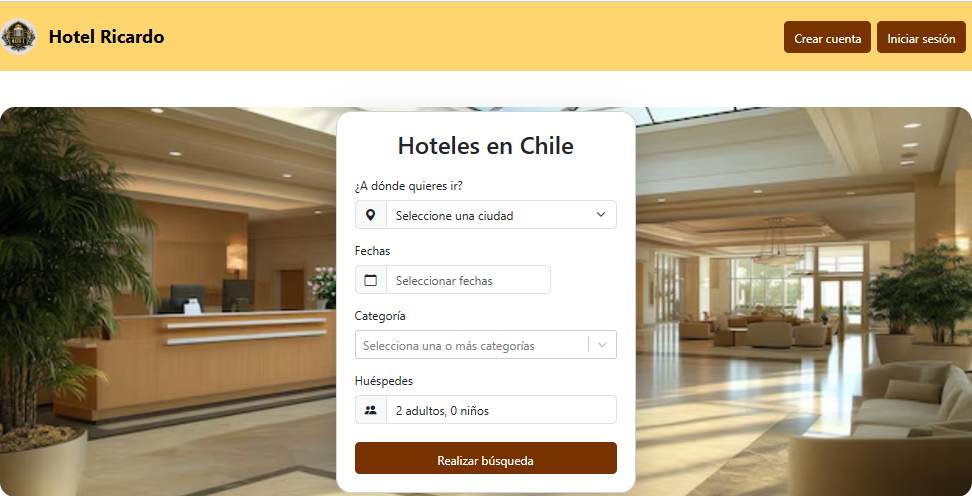 Hotel Ricardo
Crear cuenta
Iniciar sesión
Hoteles en Chile
¿A dónde quieres ir?
Seleccione una ciudad
Fechas
Seleccionar fechas
Categoría
Selecciona una o más categorías
Huéspedes
2 adultos, 0 niños
Realizar búsqueda